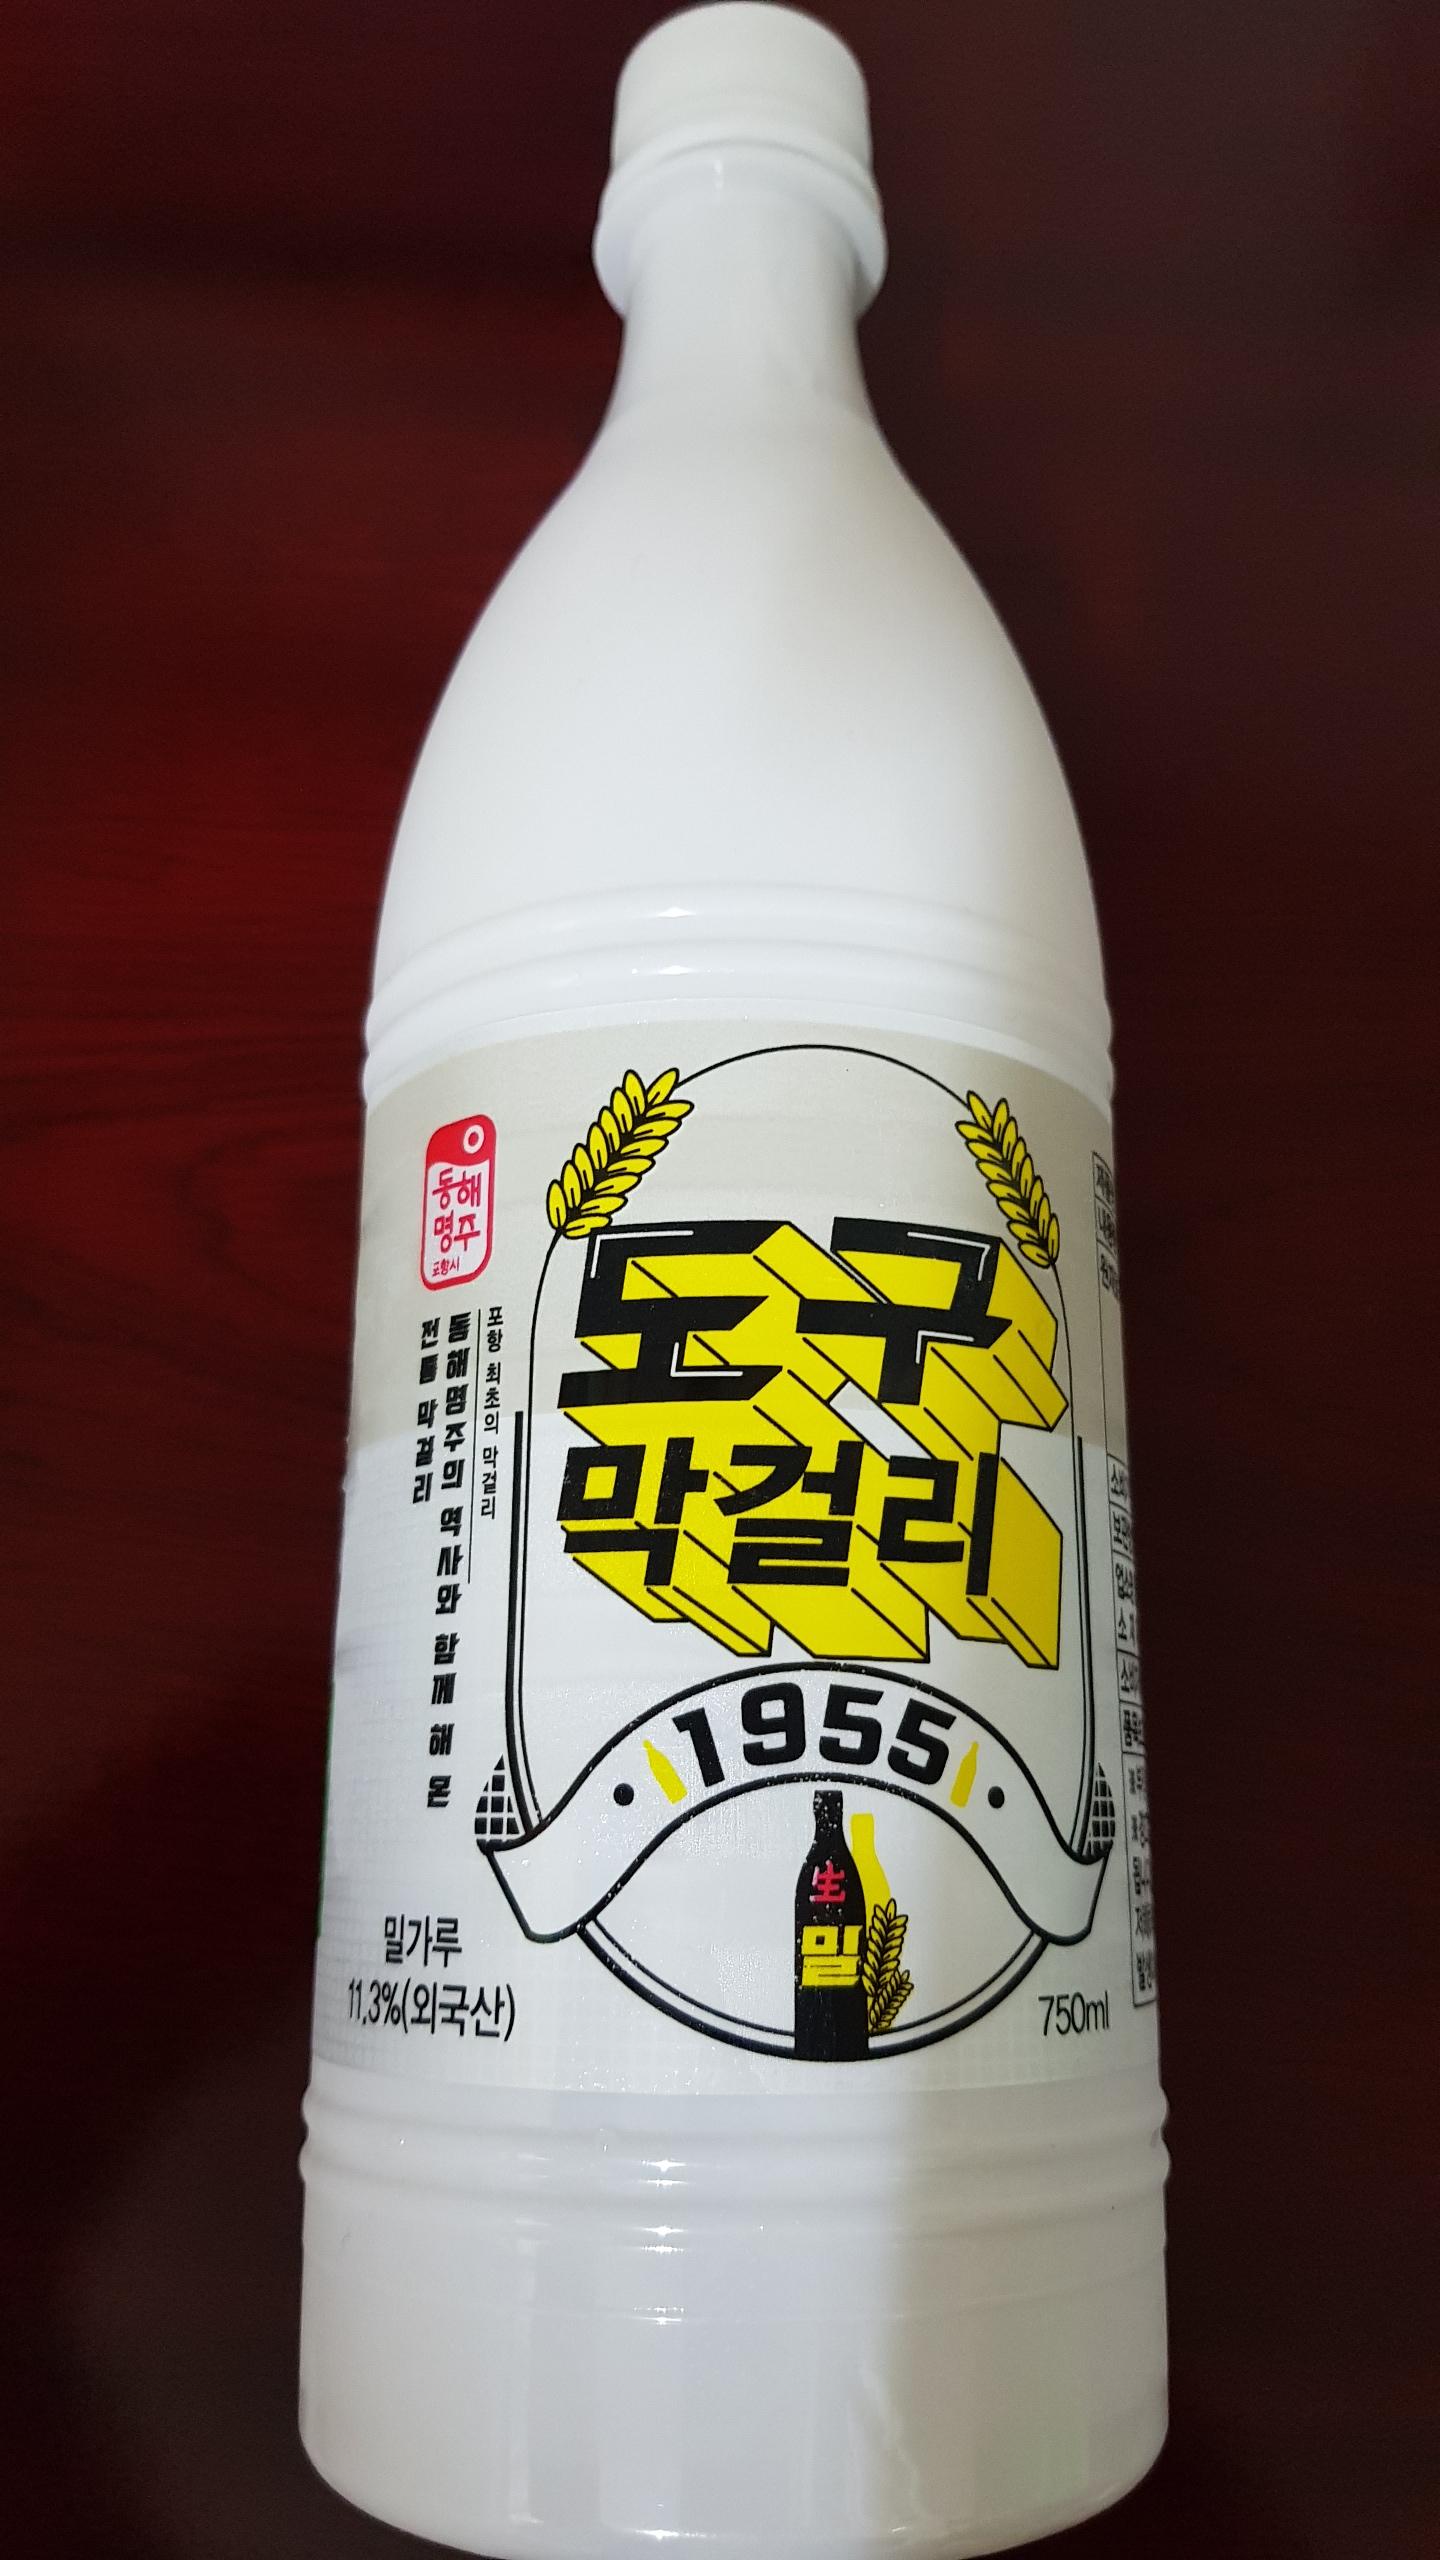 동해
명주
포항시
포항 최초의 막걸리
동해명주의 역사와 함께 해 온
전통 막걸리
도구
막걸리
1955
生
밀
밀가루
11.3%(외국산)
750ml